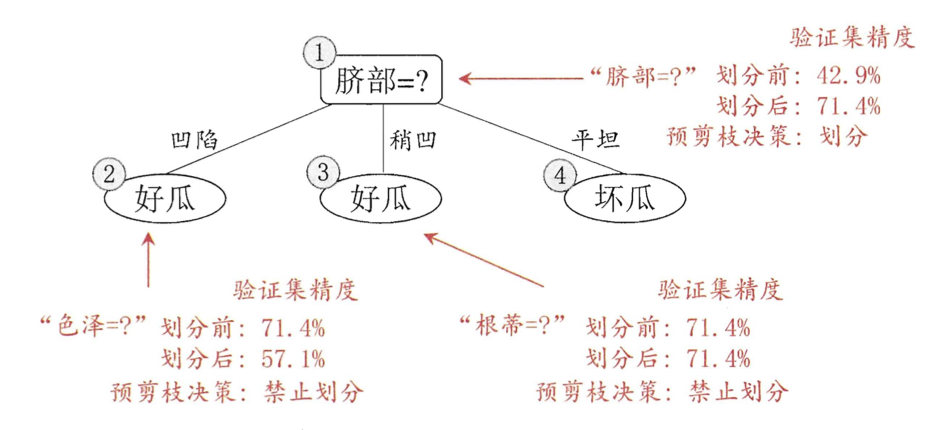 验证集精度
① 脐部=?
“脐部=?” 划分前: 42.9%
划分后: 71.4%
预剪枝决策: 划分
凹陷 稍凹 平坦
② 好瓜
③ 好瓜
④ 坏瓜
验证集精度
“色泽=?” 划分前: 71.4%
划分后: 57.1%
预剪枝决策: 禁止划分
验证集精度
“根蒂=?” 划分前: 71.4%
划分后: 71.4%
预剪枝决策: 禁止划分